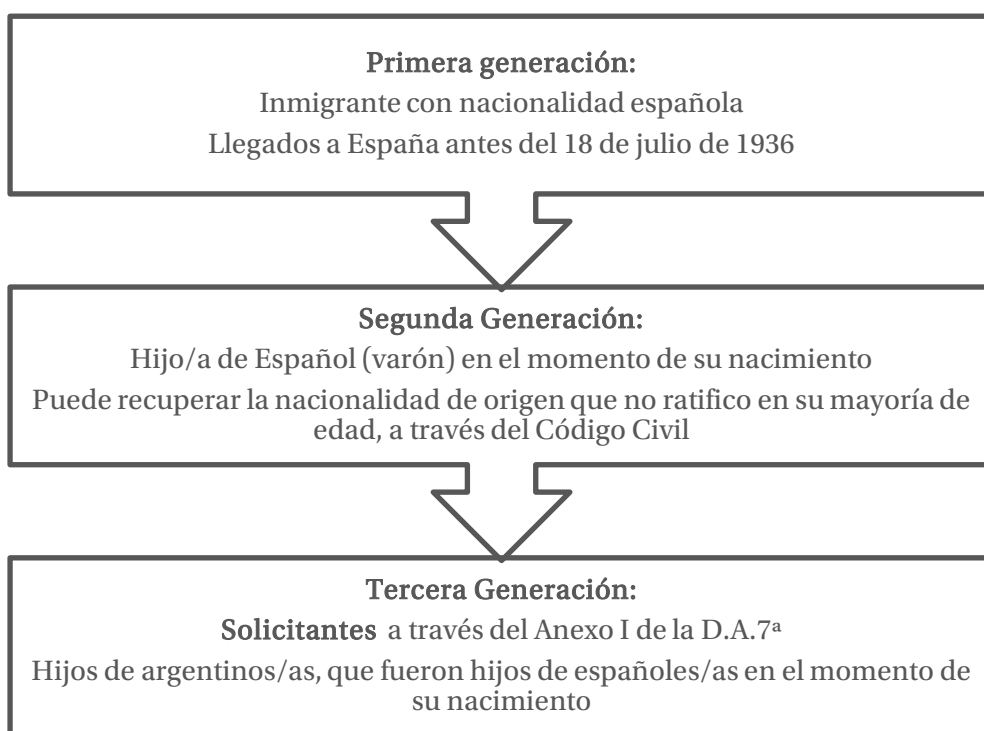 Primera generación:
Inmigrante con nacionalidad española
Llegados a España antes del 18 de julio de 1936
Segunda Generación:
Hijo/a de Español (varón) en el momento de su nacimiento
Puede recuperar la nacionalidad de origen que no ratifico en su mayoría de
edad, a través del Código Civil
Tercera Generación:
Solicitantes a través del Anexo I de la D.A.7ª
Hijos de argentinos/as, que fueron hijos de españoles/as en el momento de
su nacimiento